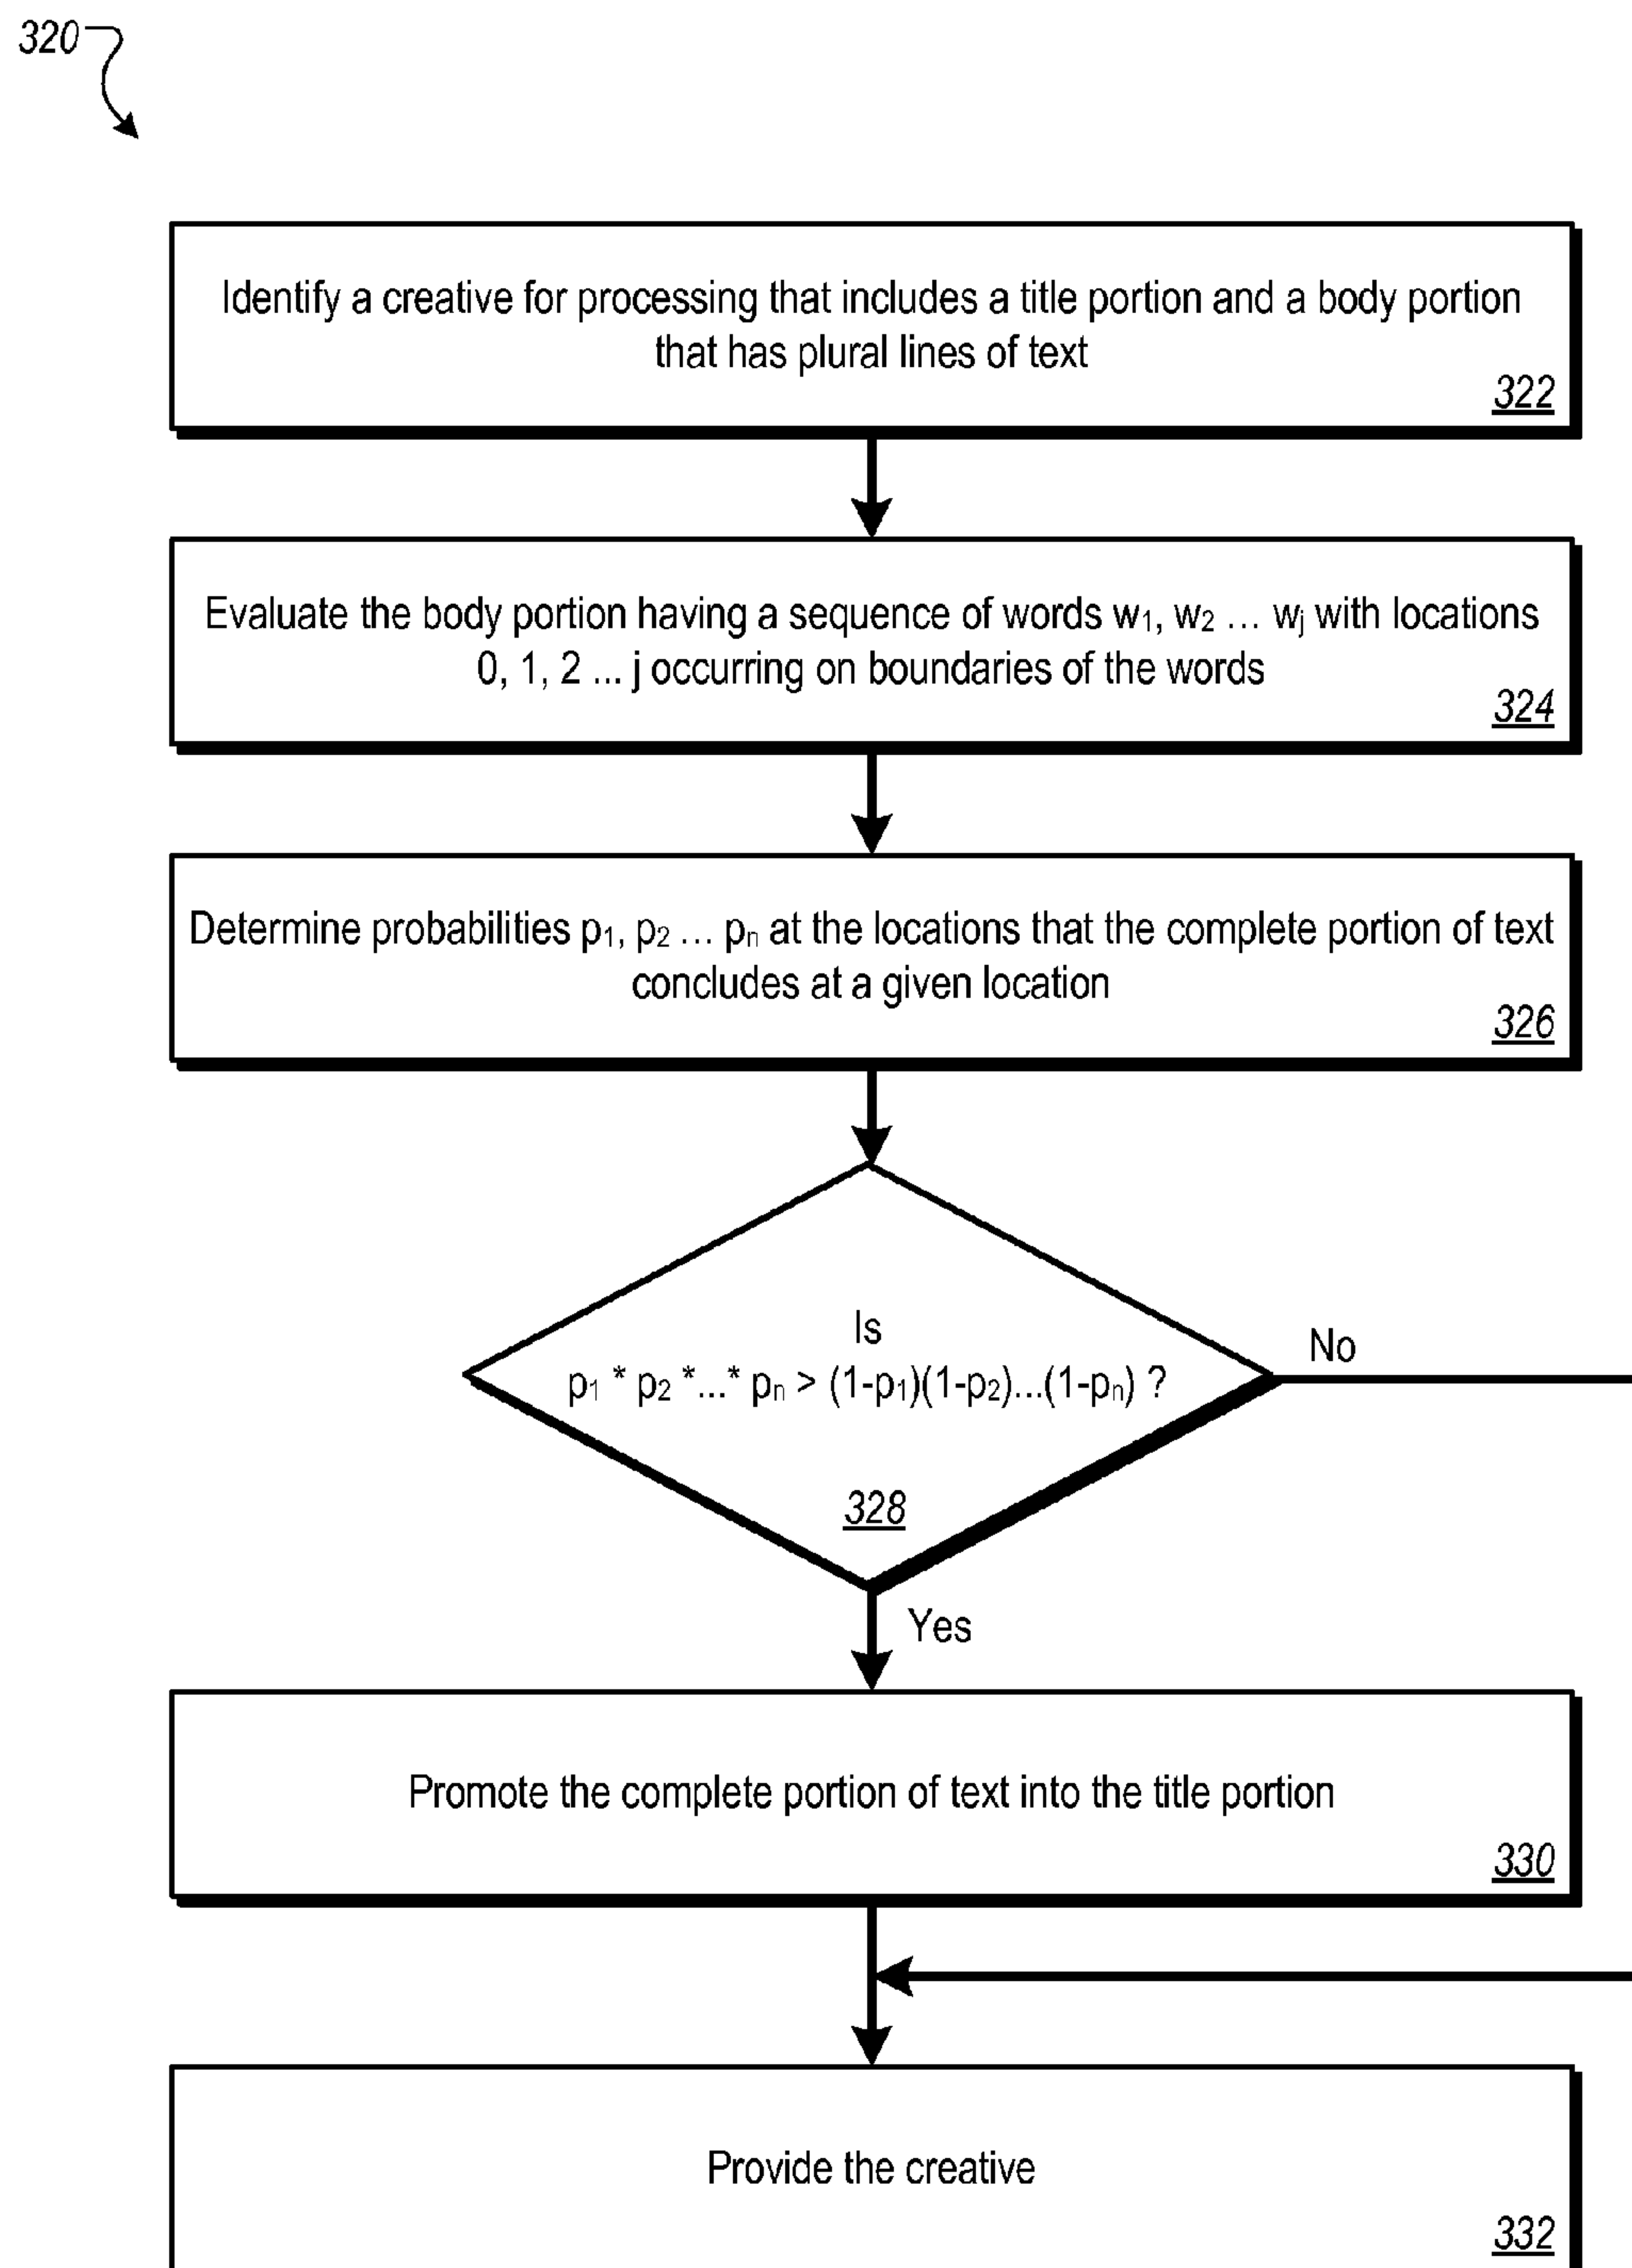 320
Identify a creative for processing that includes a title portion and a body portion
that has plural lines of text
322
Evaluate the body portion having a sequence of words w₁, w₂ ... wⱼ with locations
0, 1, 2 ... j occurring on boundaries of the words
324
Determine probabilities p₁, p₂ ... pₙ at the locations that the complete portion of text
concludes at a given location
326
Is
p₁ * p₂ *...* pₙ > (1-p₁)(1-p₂)...(1-pₙ) ?
No
328
Yes
Promote the complete portion of text into the title portion
330
Provide the creative
332